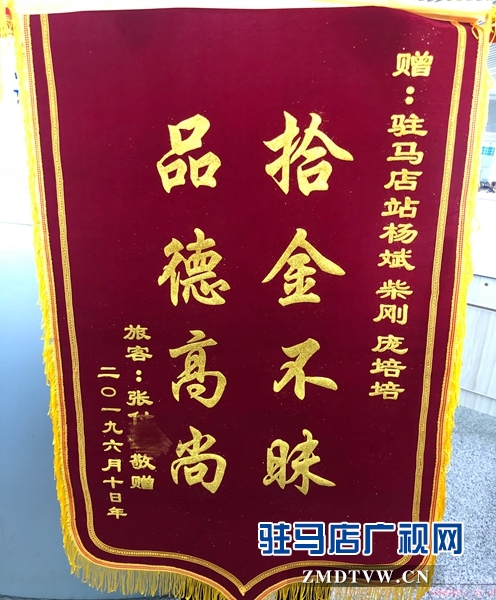 赠：驻马店站杨斌 柴刚 庞培培
拾金不昧
品德高尚
旅客：张 敬赠
二〇一九六月十日年
驻马店广视网
ZMDTVW.CN